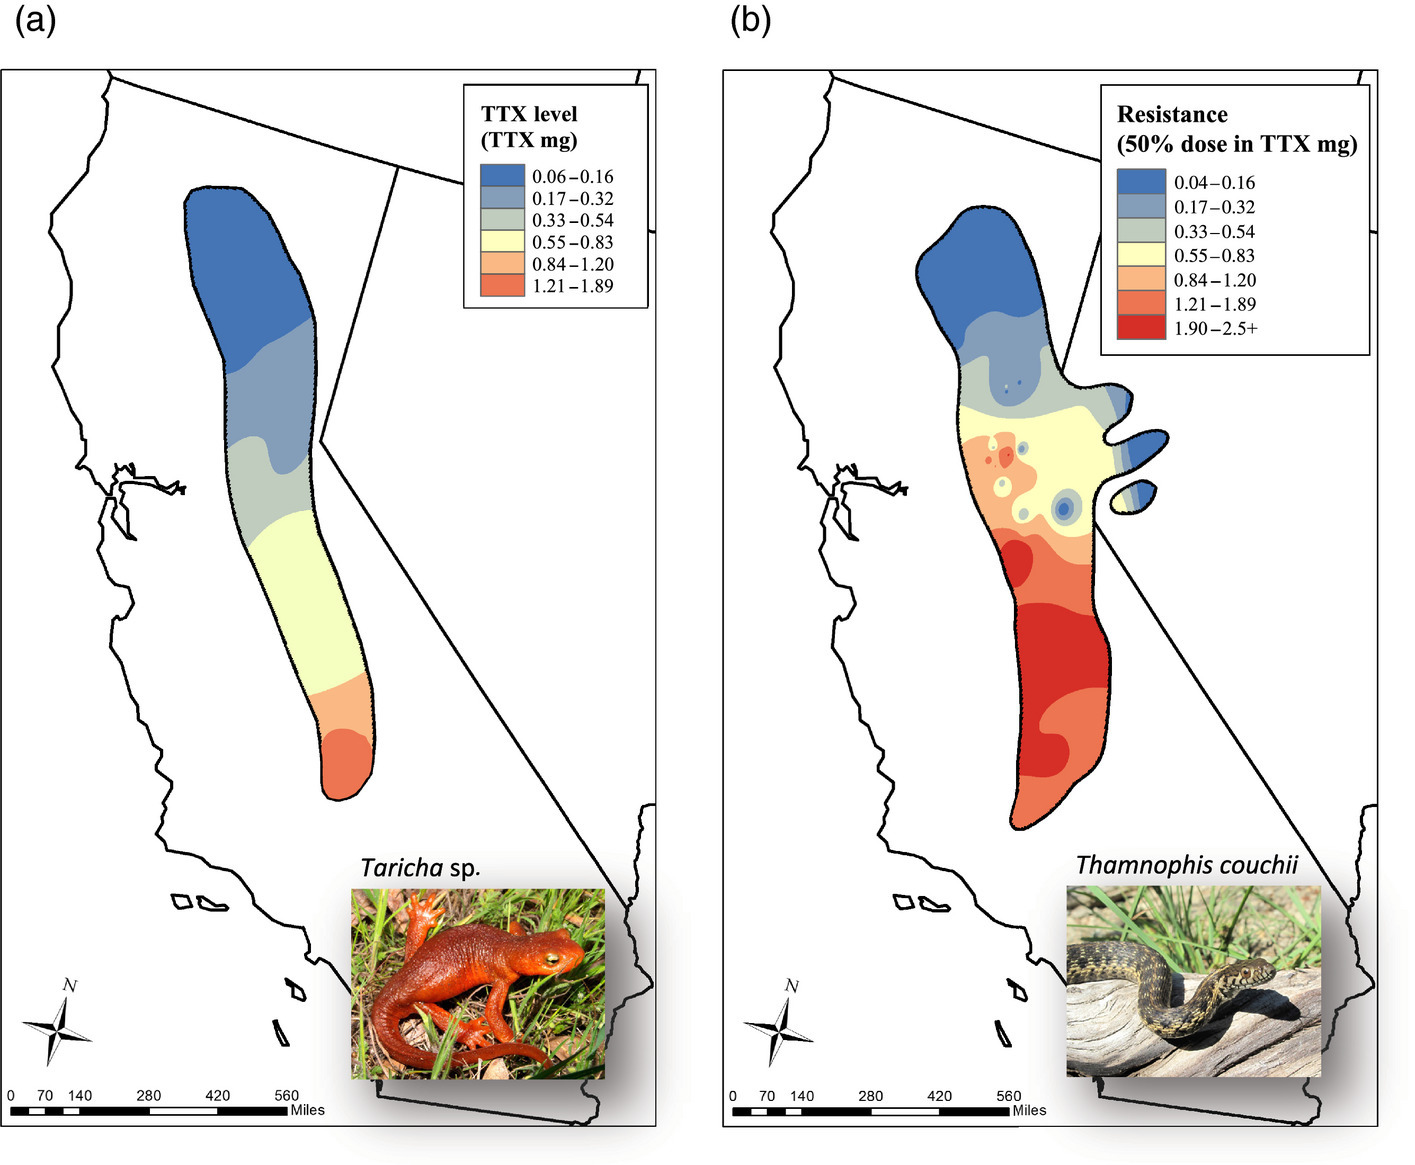 (a)
TTX level
(TTX mg)
0.06–0.16
0.17–0.32
0.33–0.54
0.55–0.83
0.84–1.20
1.21–1.89
Taricha sp.
N
0 70 140 280 420 560
Miles
(b)
Resistance
(50% dose in TTX mg)
0.04–0.16
0.17–0.32
0.33–0.54
0.55–0.83
0.84–1.20
1.21–1.89
1.90–2.5+
Thamnophis couchii
N
0 70 140 280 420 560
Miles